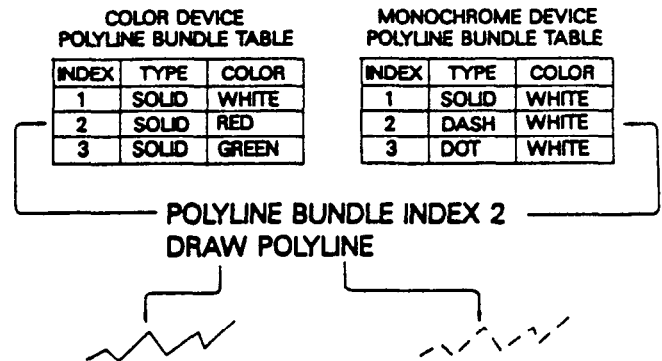 COLOR DEVICE
POLYLINE BUNDLE TABLE
INDEX TYPE COLOR
1 SOLID WHITE
2 SOLID RED
3 SOLID GREEN
MONOCHROME DEVICE
POLYLINE BUNDLE TABLE
INDEX TYPE COLOR
1 SOLID WHITE
2 DASH WHITE
3 DOT WHITE
POLYLINE BUNDLE INDEX 2
DRAW POLYLINE